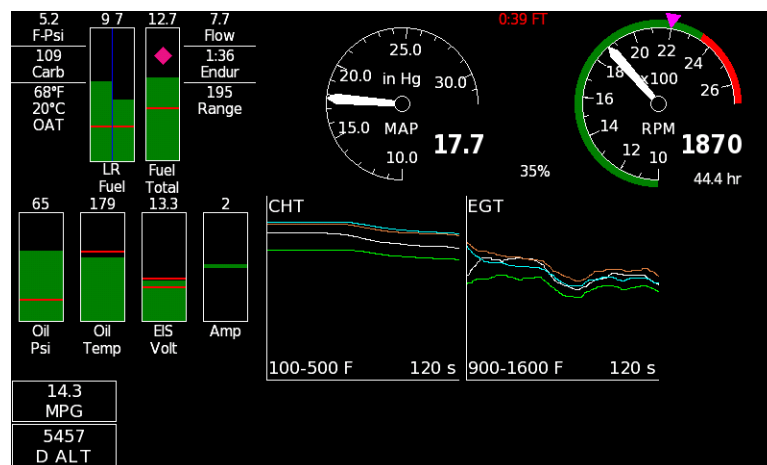 5.2
F-Psi
109
Carb
68°F
20°C
OAT
9 7
LR
Fuel
12.7
Fuel
Total
7.7
Flow
1:36
Endur
195
Range
0:39 FT
25.0
20.0 in Hg 30.0
15.0 MAP
10.0
17.7
35%
20 22
18 x100 24
16 26
14 RPM
12 10
1870
44.4 hr
65
Oil
Psi
179
Oil
Temp
13.3
EIS
Volt
2
Amp
CHT
100-500 F 120 s
EGT
900-1600 F 120 s
14.3
MPG
5457
D ALT